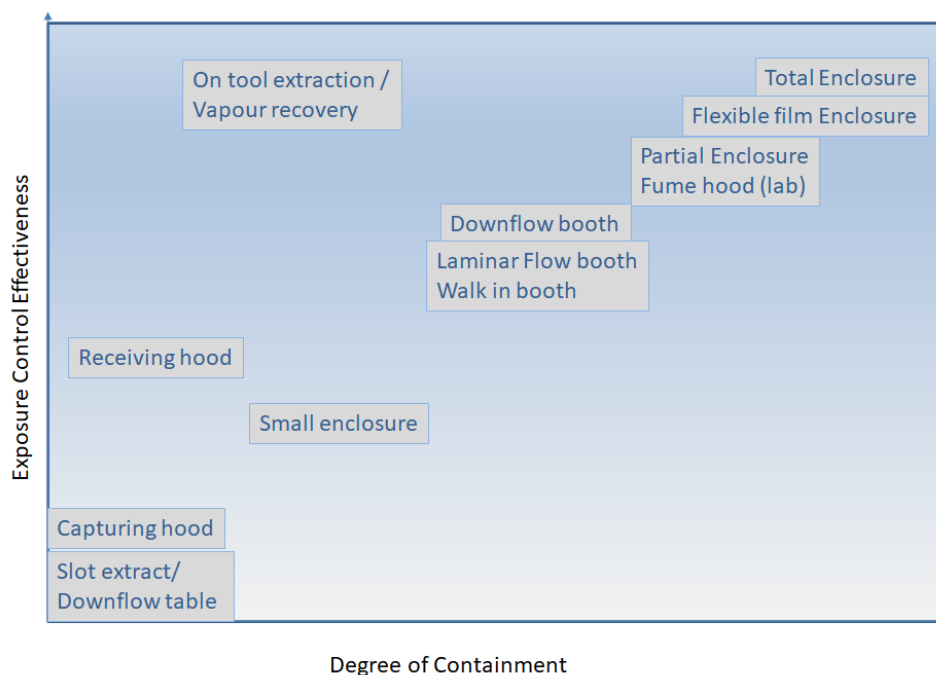 On tool extraction /
Vapour recovery
Total Enclosure
Flexible film Enclosure
Partial Enclosure
Fume hood (lab)
Downflow booth
Laminar Flow booth
Walk in booth
Receiving hood
Small enclosure
Capturing hood
Slot extract/
Downflow table
Exposure Control Effectiveness
Degree of Containment